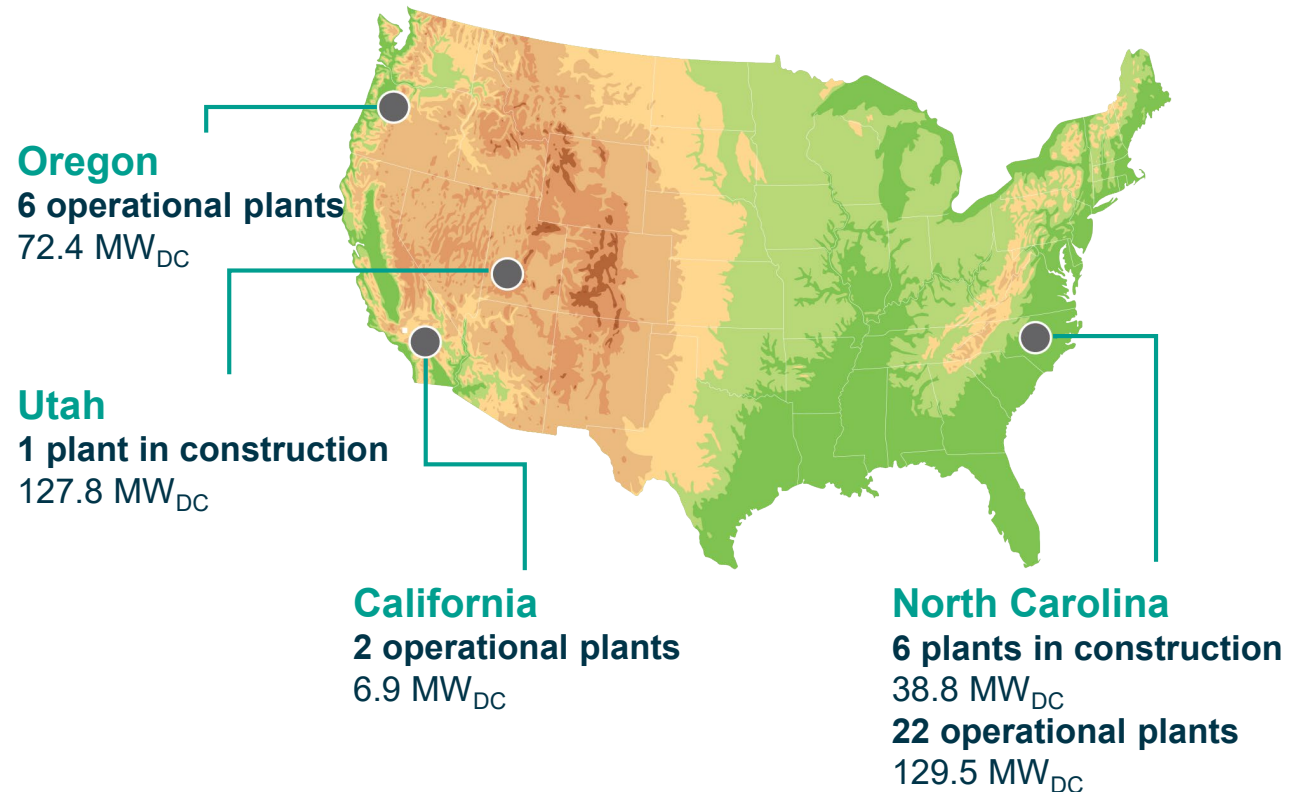 Oregon
6 operational plants
72.4 MWDC
Utah
1 plant in construction
127.8 MWDC
California
2 operational plants
6.9 MWDC
North Carolina
6 plants in construction
38.8 MWDC
22 operational plants
129.5 MWDC